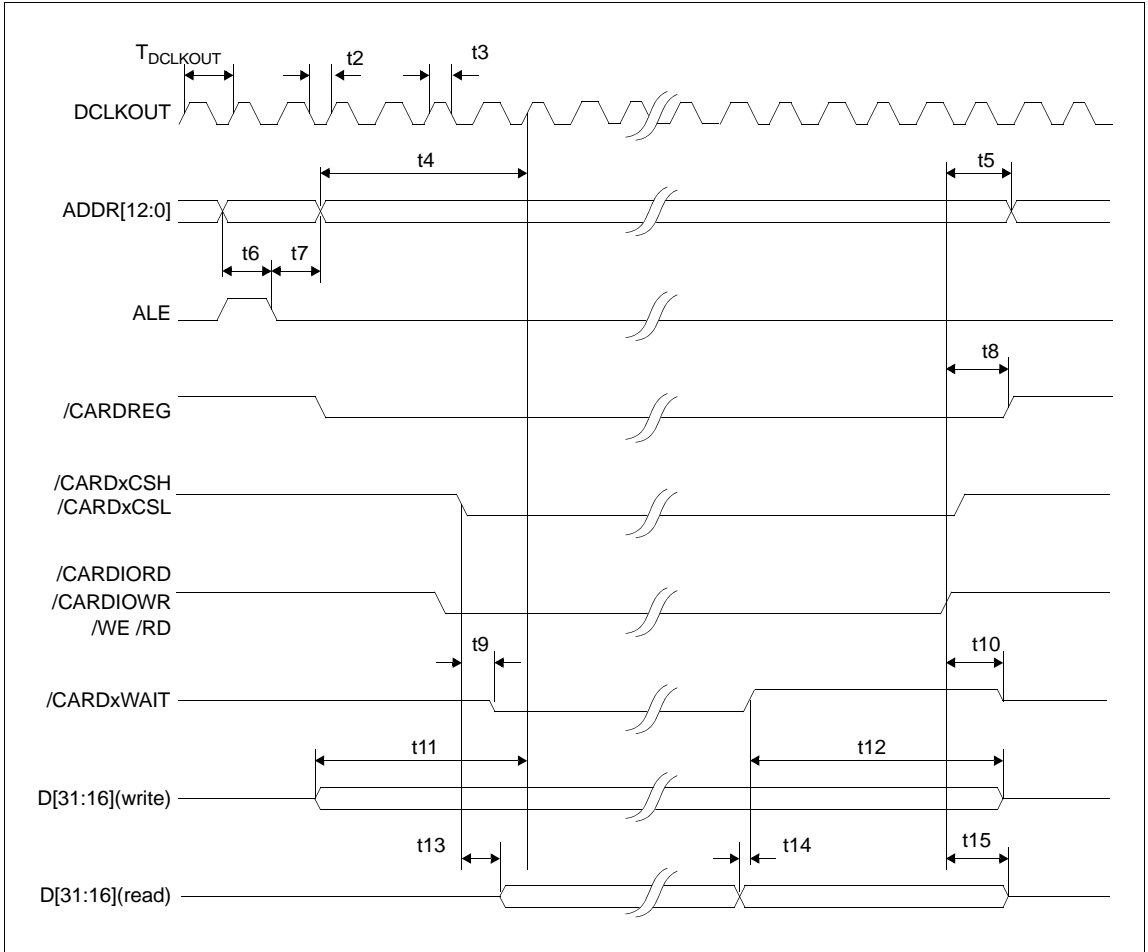 TDCLKOUT
t2
t3
DCLKOUT
t4
t5
ADDR[12:0]
t6
t7
ALE
t8
/CARDREG
/CARDxCSH
/CARDxCSL
/CARDIORD
/CARDIOWR
/WE /RD
t9
t10
/CARDxWAIT
t11
t12
D[31:16](write)
t13
t14
t15
D[31:16](read)